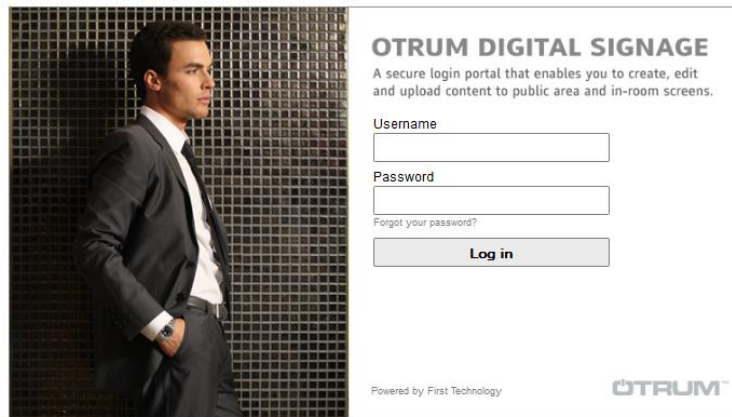 OTRUM DIGITAL SIGNAGE
A secure login portal that enables you to create, edit
and upload content to public area and in-room screens.
Username
Password
Forgot your password?
Log in
Powered by First Technology
OTRUM™